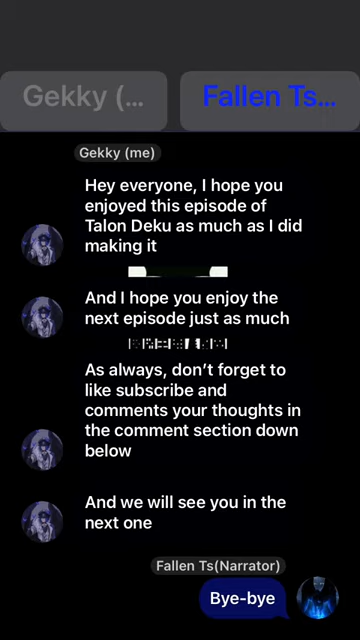 Gekky (...
Fallen Ts...
Gekky (me)
Hey everyone, I hope you
enjoyed this episode of
Talon Deku as much as I did
making it
And I hope you enjoy the
next episode just as much
As always, don’t forget to
like subscribe and
comments your thoughts in
the comment section down
below
And we will see you in the
next one
Fallen Ts(Narrator)
Bye-bye